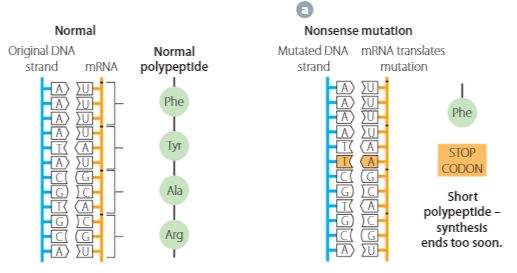 Normal
Original DNA
strand
mRNA
Normal
polypeptide
A U
A U
A U
A U
T A
A U
C G
G C
T A
G C
C G
A U
Phe
Tyr
Ala
Arg
a
Nonsense mutation
Mutated DNA
strand
mRNA translates
mutation
A U
A U
A U
A U
T A
T A
C G
G C
T A
G C
C G
A U
Phe
STOP
CODON
Short
polypeptide –
synthesis
ends too soon.